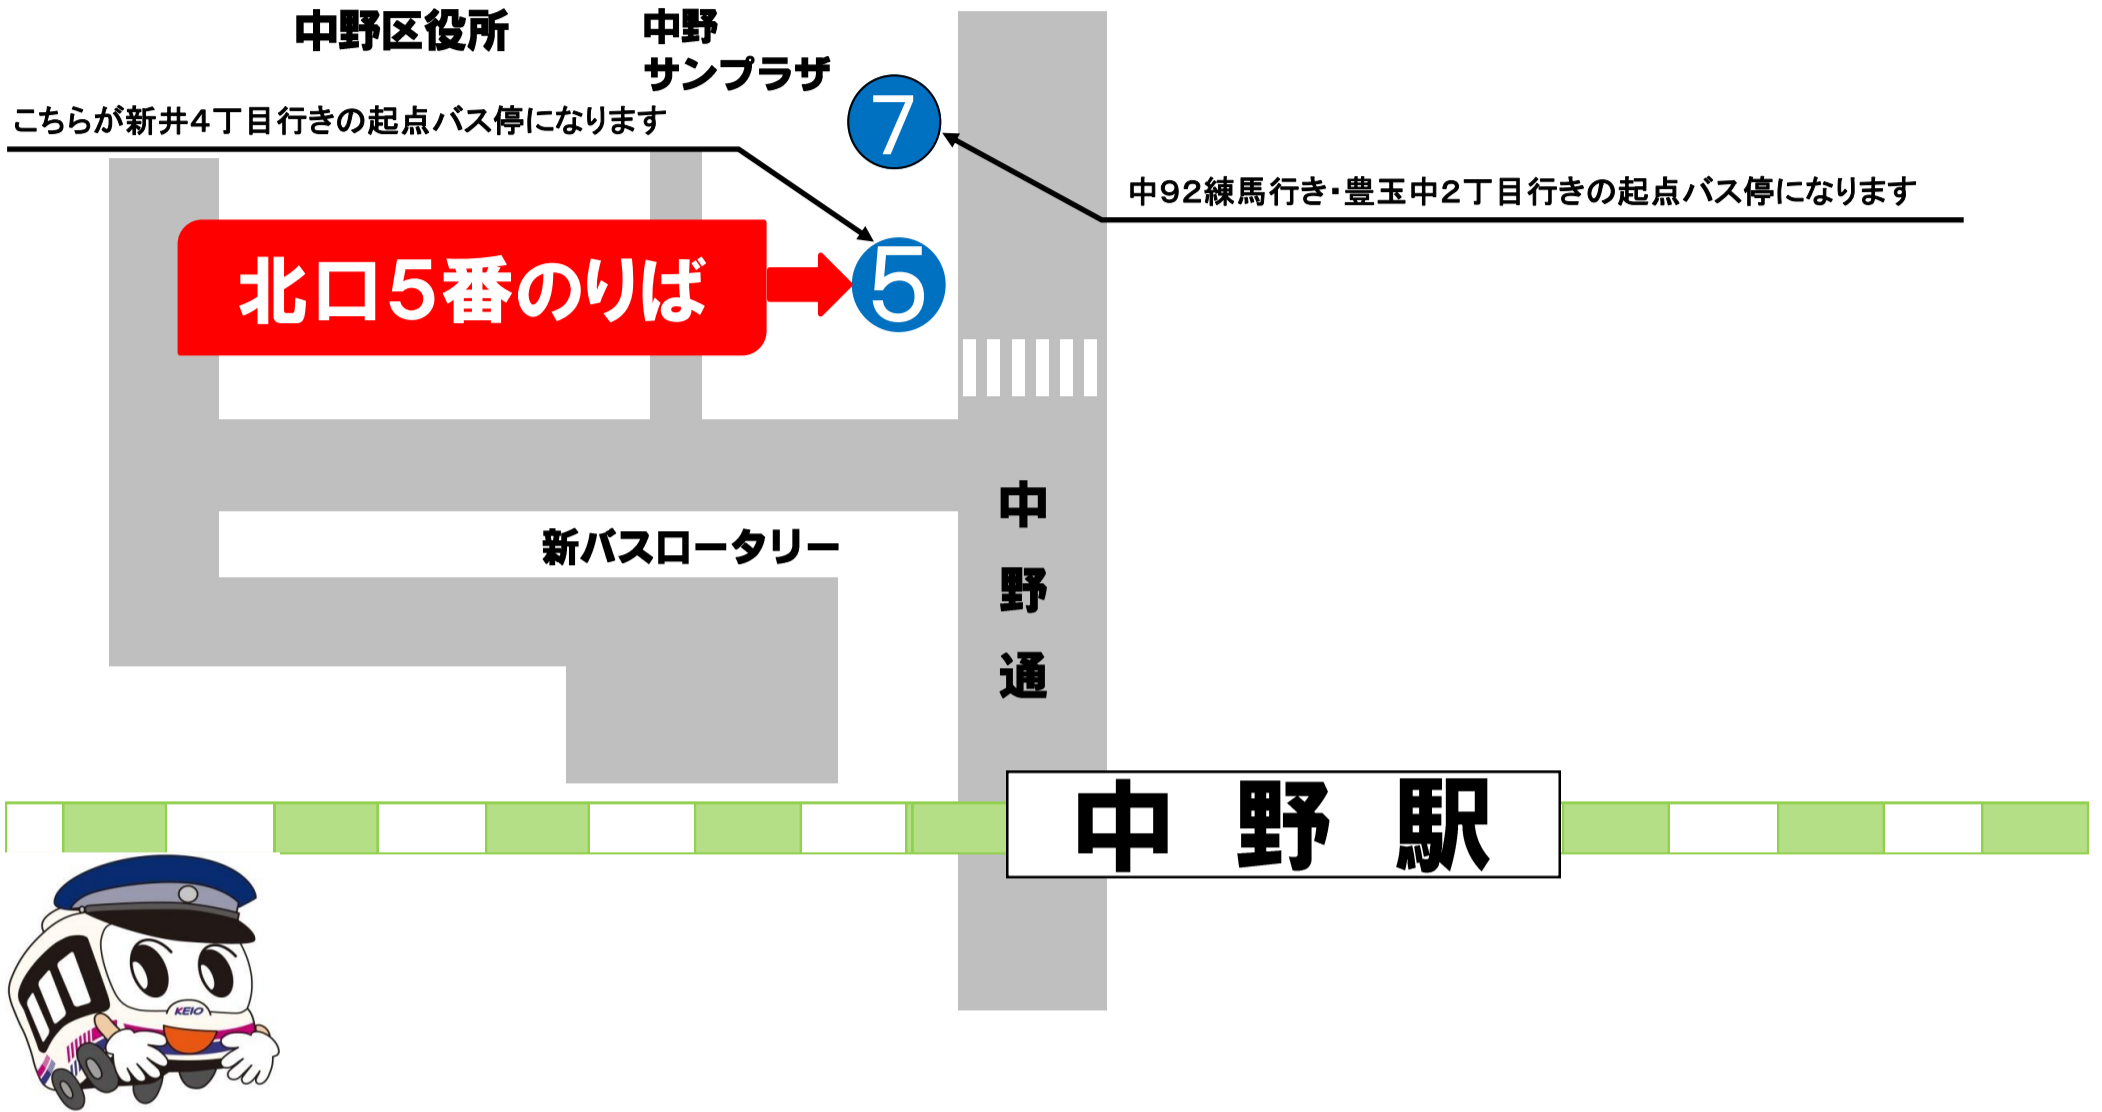 中野区役所
中野
サンプラザ
⑦
こちらが新井4丁目行きの起点バス停になります
中92練馬行き・豊玉中2丁目行きの起点バス停になります
北口5番のりば
⑤
中野通
新バスロータリー
中野駅
KEIO